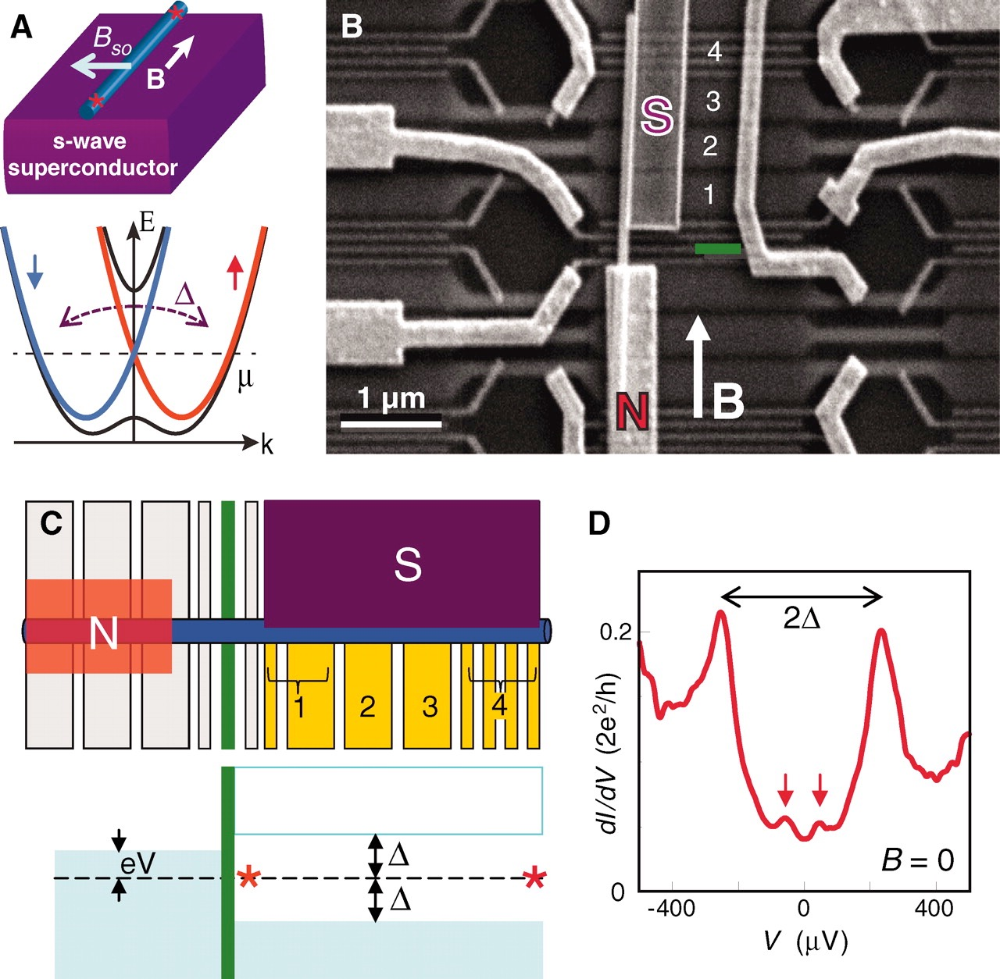 A
B_so
B
s-wave
superconductor
E
Δ
μ
k
B
4
3
2
1
S
1 μm
N
B
C
N
S
1
2
3
4
eV
Δ
Δ
D
2Δ
0.2
dI/dV (2e²/h)
B = 0
0
-400
0
400
V (μV)